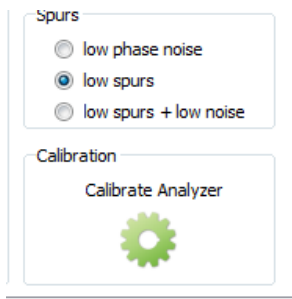 Spurs
low phase noise
low spurs
low spurs + low noise
Calibration
Calibrate Analyzer